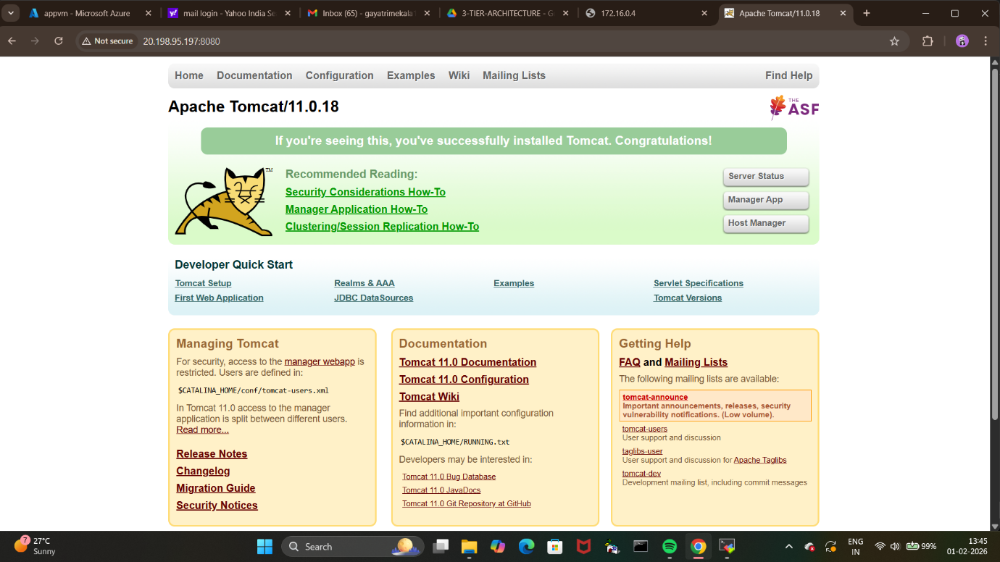 appvm - Microsoft Azure
mail login - Yahoo India Se
Inbox (65) - gayatrimekala
3-TIER-ARCHITECTURE - G
172.16.0.4
Apache Tomcat/11.0.18
Not secure
20.198.95.197:8080
Home
Documentation
Configuration
Examples
Wiki
Mailing Lists
Find Help
Apache Tomcat/11.0.18
THE
ASF
If you're seeing this, you've successfully installed Tomcat. Congratulations!
TM
Recommended Reading:
Security Considerations How-To
Manager Application How-To
Clustering/Session Replication How-To
Server Status
Manager App
Host Manager
Developer Quick Start
Tomcat Setup
First Web Application
Realms & AAA
JDBC DataSources
Examples
Servlet Specifications
Tomcat Versions
Managing Tomcat
For security, access to the manager webapp is
restricted. Users are defined in:
$CATALINA_HOME/conf/tomcat-users.xml
In Tomcat 11.0 access to the manager
application is split between different users.
Read more...
Release Notes
Changelog
Migration Guide
Security Notices
Documentation
Tomcat 11.0 Documentation
Tomcat 11.0 Configuration
Tomcat Wiki
Find additional important configuration
information in:
$CATALINA_HOME/RUNNING.txt
Developers may be interested in:
Tomcat 11.0 Bug Database
Tomcat 11.0 JavaDocs
Tomcat 11.0 Git Repository at GitHub
Getting Help
FAQ and Mailing Lists
The following mailing lists are available:
tomcat-announce
Important announcements, releases, security
vulnerability notifications. (Low volume).
tomcat-users
User support and discussion
taglibs-user
User support and discussion for Apache Taglibs
tomcat-dev
Development mailing list, including commit messages
7
27°C
Sunny
Search
ENG
IN
99%
13:45
01-02-2026